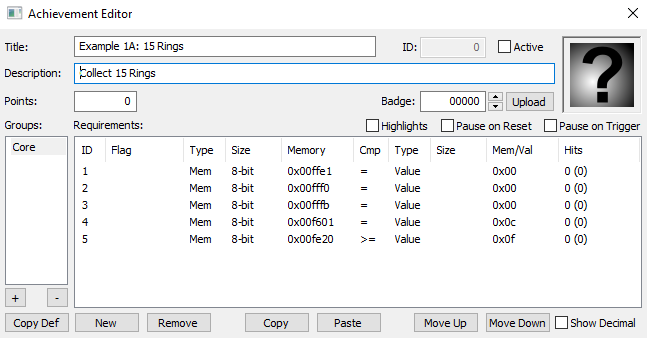 Achievement Editor
Title: Example 1A: 15 Rings ID: 0 Active
Description: Collect 15 Rings
Points: 0 Badge: 00000 Upload
Groups: Requirements: Highlights Pause on Reset Pause on Trigger
Core ID Flag Type Size Memory Cmp Type Size Mem/Val Hits
1 Mem 8-bit 0x00ffe1 = Value 0x00 0 (0)
2 Mem 8-bit 0x00fff0 = Value 0x00 0 (0)
3 Mem 8-bit 0x00fffb = Value 0x00 0 (0)
4 Mem 8-bit 0x00f601 = Value 0x0c 0 (0)
5 Mem 8-bit 0x00fe20 >= Value 0x0f 0 (0)
+ -
Copy Def New Remove Copy Paste Move Up Move Down Show Decimal